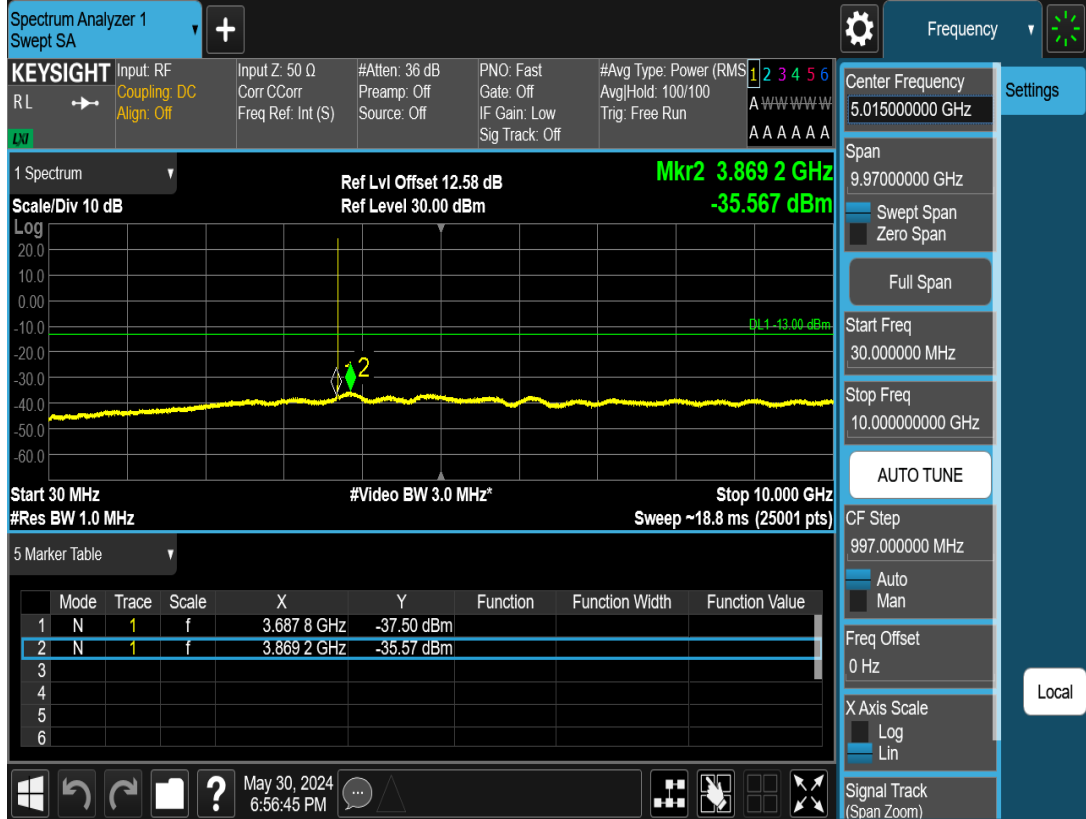 Spectrum Analyzer 1
Swept SA
+
Frequency
KEYSIGHT
RL
LXI
Input: RF
Coupling: DC
Align: Off
Input Z: 50 Ω
Corr CCorr
Freq Ref: Int (S)
#Atten: 36 dB
Preamp: Off
Source: Off
PNO: Fast
Gate: Off
IF Gain: Low
Sig Track: Off
#Avg Type: Power (RMS
Avg|Hold: 100/100
Trig: Free Run
1 2 3 4 5 6
A W W W W W
A A A A A A
1 Spectrum
Scale/Div 10 dB
Ref Lvl Offset 12.58 dB
Ref Level 30.00 dBm
Mkr2 3.869 2 GHz
-35.567 dBm
Log
20.0
10.0
0.00
-10.0
-20.0
-30.0
-40.0
-50.0
-60.0
DL1 -13.00 dBm
1 2
Start 30 MHz
#Video BW 3.0 MHz*
Stop 10.000 GHz
#Res BW 1.0 MHz
Sweep ~18.8 ms (25001 pts)
5 Marker Table
Mode Trace Scale X Y Function Function Width Function Value
1 N 1 f 3.687 8 GHz -37.50 dBm
2 N 1 f 3.869 2 GHz -35.57 dBm
3
4
5
6
?
May 30, 2024
6:56:45 PM
Center Frequency
5.015000000 GHz
Settings
Span
9.97000000 GHz
Swept Span
Zero Span
Full Span
Start Freq
30.000000 MHz
Stop Freq
10.000000000 GHz
AUTO TUNE
CF Step
997.000000 MHz
Auto
Man
Freq Offset
0 Hz
X Axis Scale
Log
Lin
Signal Track
(Span Zoom)
Local